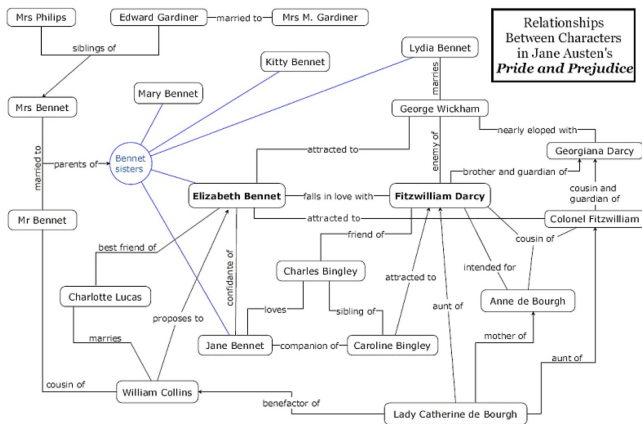 Mrs Philips
Edward Gardiner
married to
Mrs M. Gardiner
Relationships
Between Characters
in Jane Austen's
Pride and Prejudice
siblings of
Lydia Bennet
Kitty Bennet
Mary Bennet
marries
Mrs Bennet
George Wickham
nearly eloped with
Georgiana Darcy
attracted to
enemy of
married to
parents of
Bennet
sisters
brother and guardian of
Elizabeth Bennet
falls in love with
Fitzwilliam Darcy
cousin and
guardian of
Mr Bennet
attracted to
Colonel Fitzwilliam
best friend of
friend of
cousin of
confidante of
Charles Bingley
attracted to
intended for
Charlotte Lucas
loves
sibling of
aunt of
Anne de Bourgh
proposes to
marries
Jane Bennet
companion of
Caroline Bingley
mother of
aunt of
cousin of
William Collins
benefactor of
Lady Catherine de Bourgh